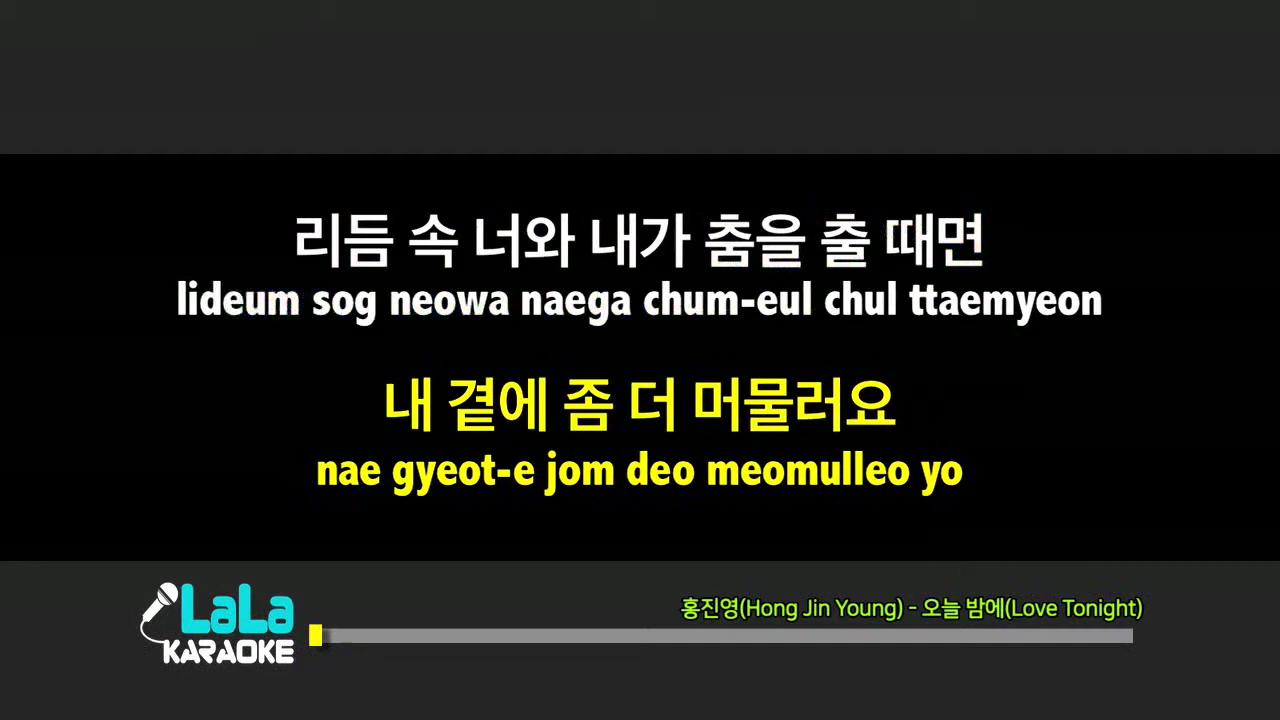 리듬 속 너와 내가 춤을 출 때면
lideum sog neowa naega chum-eul chul ttaemyeon
내 곁에 좀 더 머물러요
nae gyeot-e jom deo meomulleo yo
LaLa
KARAOKE
홍진영(Hong Jin Young) - 오늘 밤에(Love Tonight)